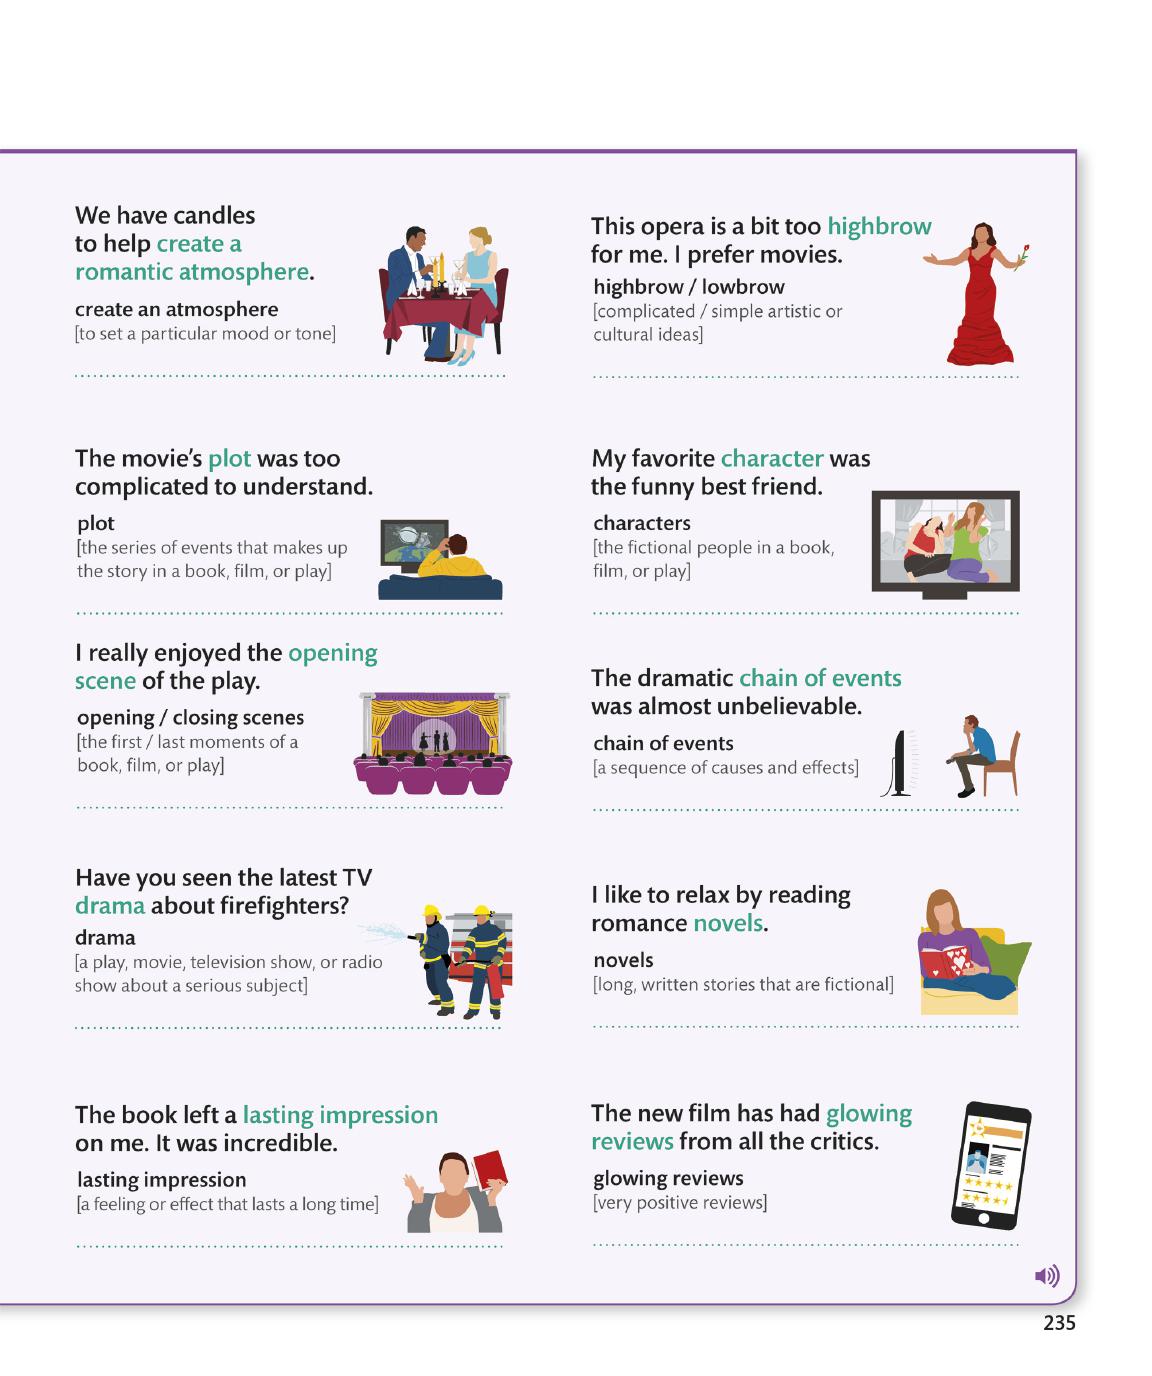 We have candles
to help create a
romantic atmosphere.
create an atmosphere
[to set a particular mood or tone]
This opera is a bit too highbrow
for me. I prefer movies.
highbrow / lowbrow
[complicated / simple artistic or
cultural ideas]
The movie's plot was too
complicated to understand.
plot
[the series of events that makes up
the story in a book, film, or play]
My favorite character was
the funny best friend.
characters
[the fictional people in a book,
film, or play]
I really enjoyed the opening
scene of the play.
opening / closing scenes
[the first / last moments of a
book, film, or play]
The dramatic chain of events
was almost unbelievable.
chain of events
[a sequence of causes and effects]
Have you seen the latest TV
drama about firefighters?
drama
[a play, movie, television show, or radio
show about a serious subject]
I like to relax by reading
romance novels.
novels
[long, written stories that are fictional]
The book left a lasting impression
on me. It was incredible.
lasting impression
[a feeling or effect that lasts a long time]
The new film has had glowing
reviews from all the critics.
glowing reviews
[very positive reviews]
235